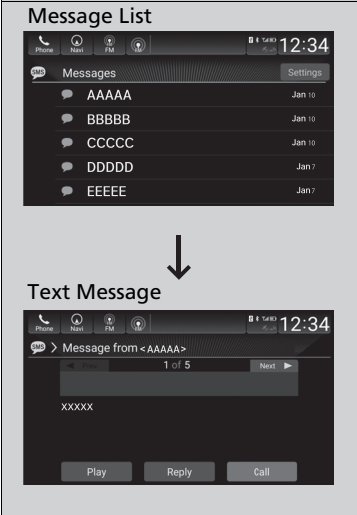 Message List
Phone Navi FM 12:34
SMS Messages Settings
AAAAA Jan 10
BBBBB Jan 10
CCCCC Jan 10
DDDDD Jan 7
EEEEE Jan 7
Text Message
Phone Navi FM 12:34
SMS > Message from <AAAAA>
Prev. 1 of 5 Next
xxxxx
Play Reply Call